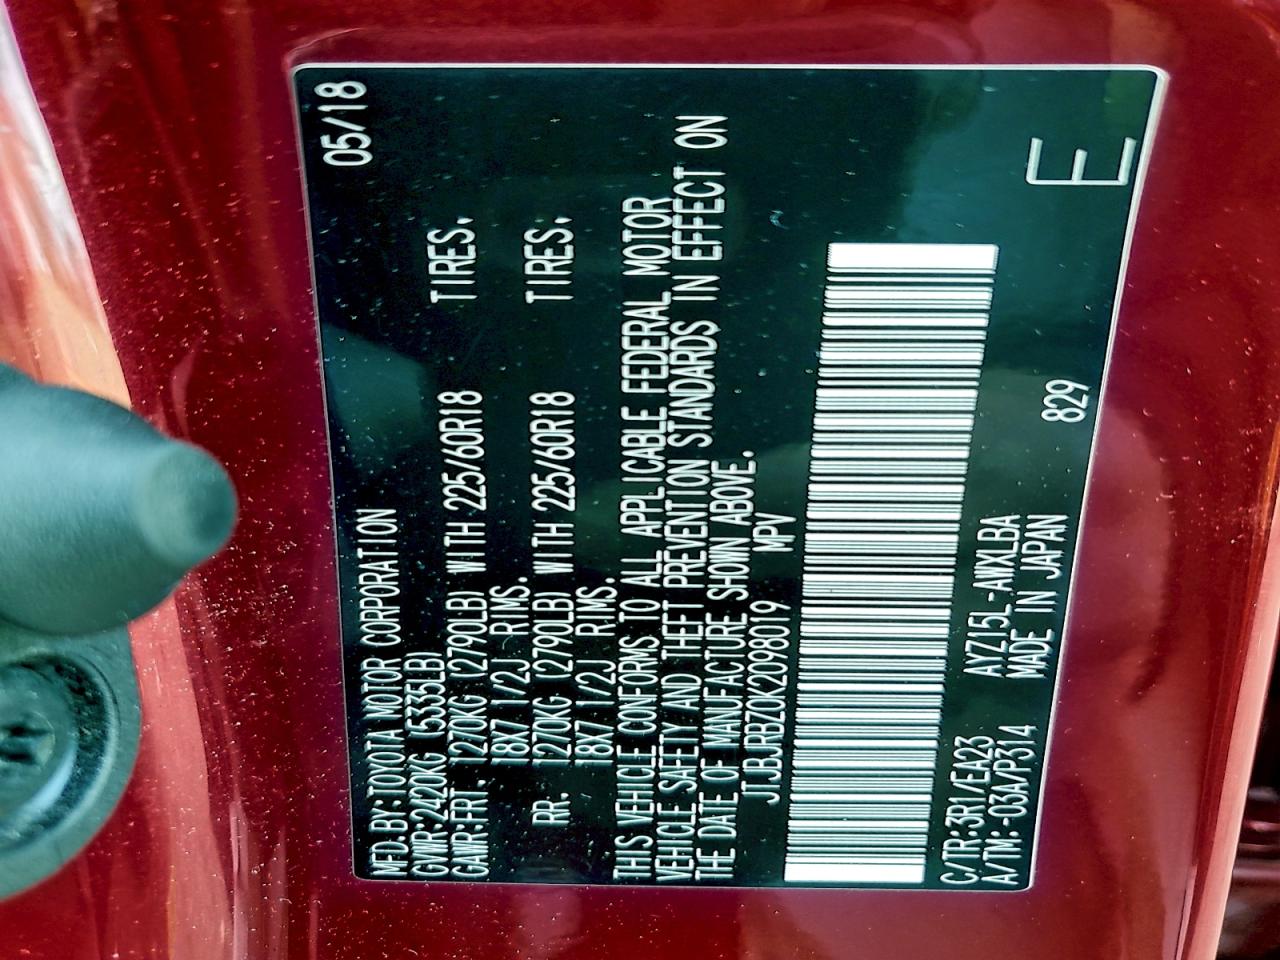 05/18
MFD.BY:TOYOTA MOTOR CORPORATION
GVWR:2420KG (5335LB)
GAWR:FRT. 1270KG (2790LB) WITH 225/60R18 TIRES,
18X7 1/2J RIMS.
RR. 1270KG (2790LB) WITH 225/60R18 TIRES,
18X7 1/2J RIMS.
THIS VEHICLE CONFORMS TO ALL APPLICABLE FEDERAL MOTOR
VEHICLE SAFETY AND THEFT PREVENTION STANDARDS IN EFFECT ON
THE DATE OF MANUFACTURE SHOWN ABOVE.
JTJBJRBZ0K2098019 MPV
C/TR:3R1/EA23 AYZ15L-AWXLBA 829
A/TM:-03A/P314 MADE IN JAPAN
E